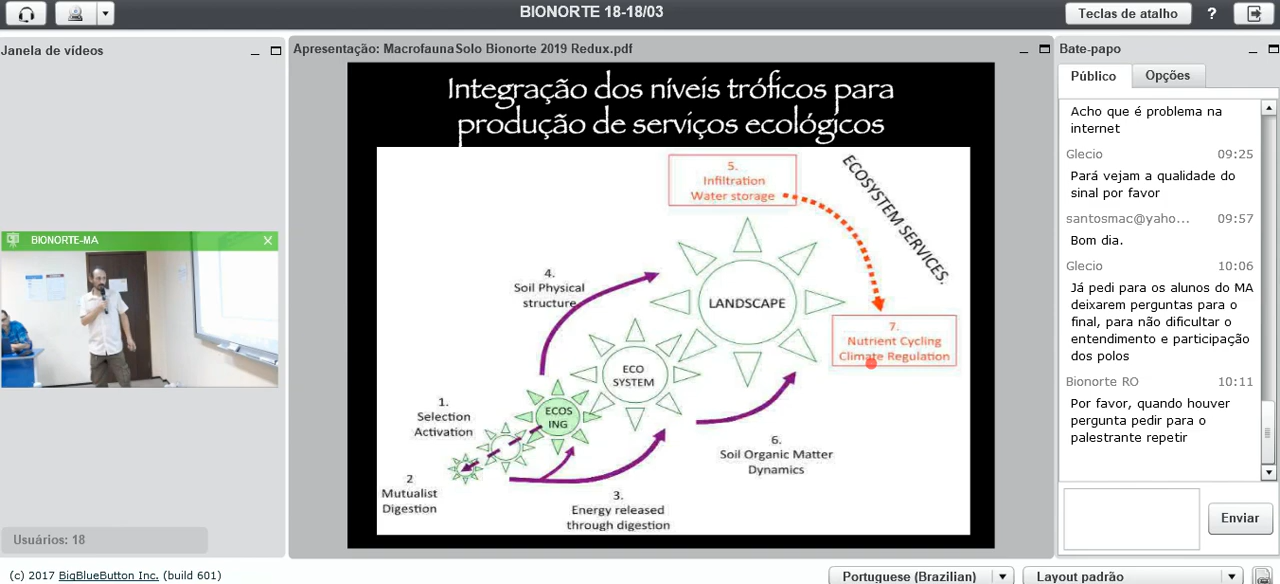 BIONORTE 18-18/03
Teclas de atalho
?
Janela de vídeos
BIONORTE-MA
Usuários: 18
Apresentação: MacrofaunaSolo Bionorte 2019 Redux.pdf
Integração dos níveis tróficos para
produção de serviços ecológicos
5.
Infiltration
Water storage
ECOSYSTEM SERVICES.
4.
Soil Physical
structure
LANDSCAPE
7.
Nutrient Cycling
Climate Regulation
ECO
SYSTEM
1.
Selection
Activation
ECOS
ING
6.
Soil Organic Matter
Dynamics
2
Mutualist
Digestion
3.
Energy released
through digestion
Bate-papo
Público
Opções
Acho que é problema na
internet
Glecio 09:25
Pará vejam a qualidade do
sinal por favor
santosmac@yaho... 09:57
Bom dia.
Glecio 10:06
Já pedi para os alunos do MA
deixarem perguntas para o
final, para não dificultar o
entendimento e participação
dos polos
Bionorte RO 10:11
Por favor, quando houver
pergunta pedir para o
palestrante repetir
Enviar
(c) 2017 BigBlueButton Inc. (build 601)
Portuguese (Brazilian)
Layout padrão